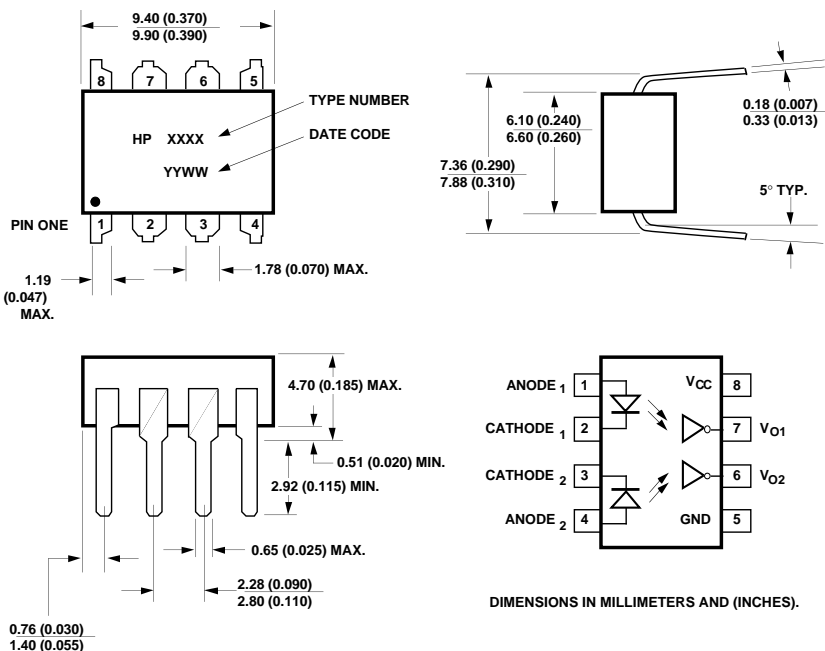 9.40 (0.370)
9.90 (0.390)
8 7 6 5
TYPE NUMBER
HP XXXX
DATE CODE
YYWW
PIN ONE
1 2 3 4
1.78 (0.070) MAX.
1.19
(0.047)
MAX.
0.18 (0.007)
0.33 (0.013)
6.10 (0.240)
6.60 (0.260)
7.36 (0.290)
7.88 (0.310)
5° TYP.
4.70 (0.185) MAX.
0.51 (0.020) MIN.
2.92 (0.115) MIN.
0.65 (0.025) MAX.
2.28 (0.090)
2.80 (0.110)
0.76 (0.030)
1.40 (0.055)
ANODE 1 1 VCC 8
CATHODE 1 2 7 VO1
CATHODE 2 3 6 VO2
ANODE 2 4 GND 5
DIMENSIONS IN MILLIMETERS AND (INCHES).